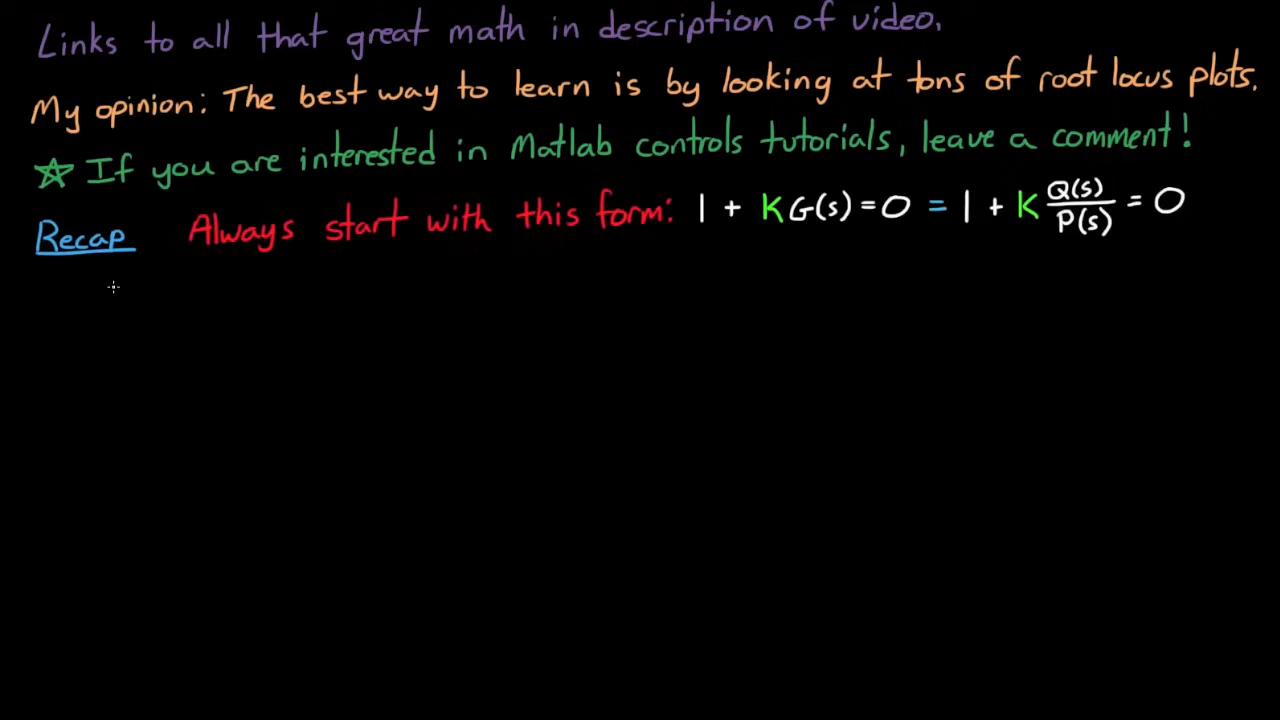 Links to all that great math in description of video.
My opinion: The best way to learn is by looking at tons of root locus plots.
☆ If you are interested in Matlab controls tutorials, leave a comment!
Recap Always start with this form: 1 + KG(s) = 0 = 1 + K Q(s)/P(s) = 0